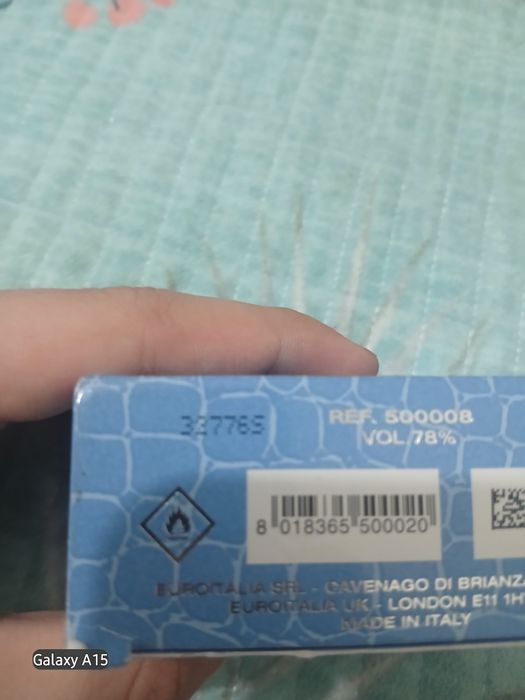 327765
REF. 500008
VOL.78%
8 018365 500020
EUROITALIA SRL - CAVENAGO DI BRIANZA
EUROITALIA UK - LONDON E11 1H
MADE IN ITALY
Galaxy A15